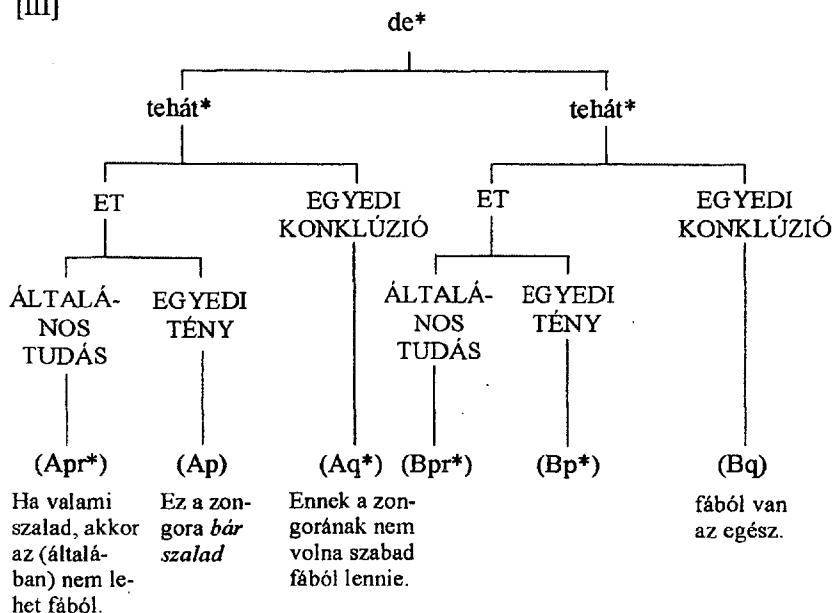 [III]
de*
tehát* tehát*
ET EGYEDI KONKLÚZIÓ ET EGYEDI KONKLÚZIÓ
ÁLTALÁ-
NOS
TUDÁS
EGYEDI
TÉNY
ÁLTALÁ-
NOS
TUDÁS
EGYEDI
TÉNY
(Apr*) (Ap) (Aq*) (Bpr*) (Bp*) (Bq)
Ha valami
szalad, akkor
az (általá-
ban) nem le-
het fából.
Ez a zon-
gora bár
szalad
Ennek a zon-
gorának nem
volna szabad
fából lennie.
fából van
az egész.